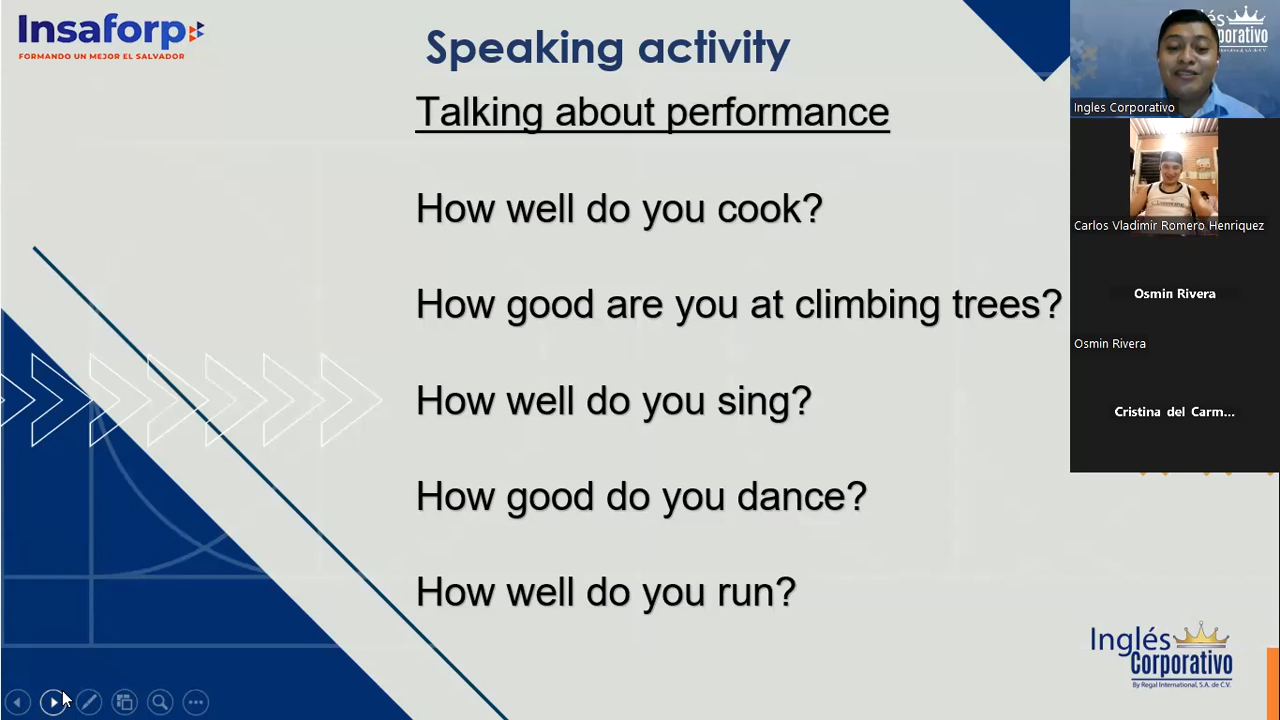 Insaforp
FORMANDO UN MEJOR EL SALVADOR
Speaking activity
Talking about performance
How well do you cook?
How good are you at climbing trees?
How well do you sing?
How good do you dance?
How well do you run?
Ingles Corporativo
Carlos Vladimir Romero Henriquez
Osmin Rivera
Osmin Rivera
Cristina del Carm...
Inglés
Corporativo
By Regal International, S.A. de C.V.